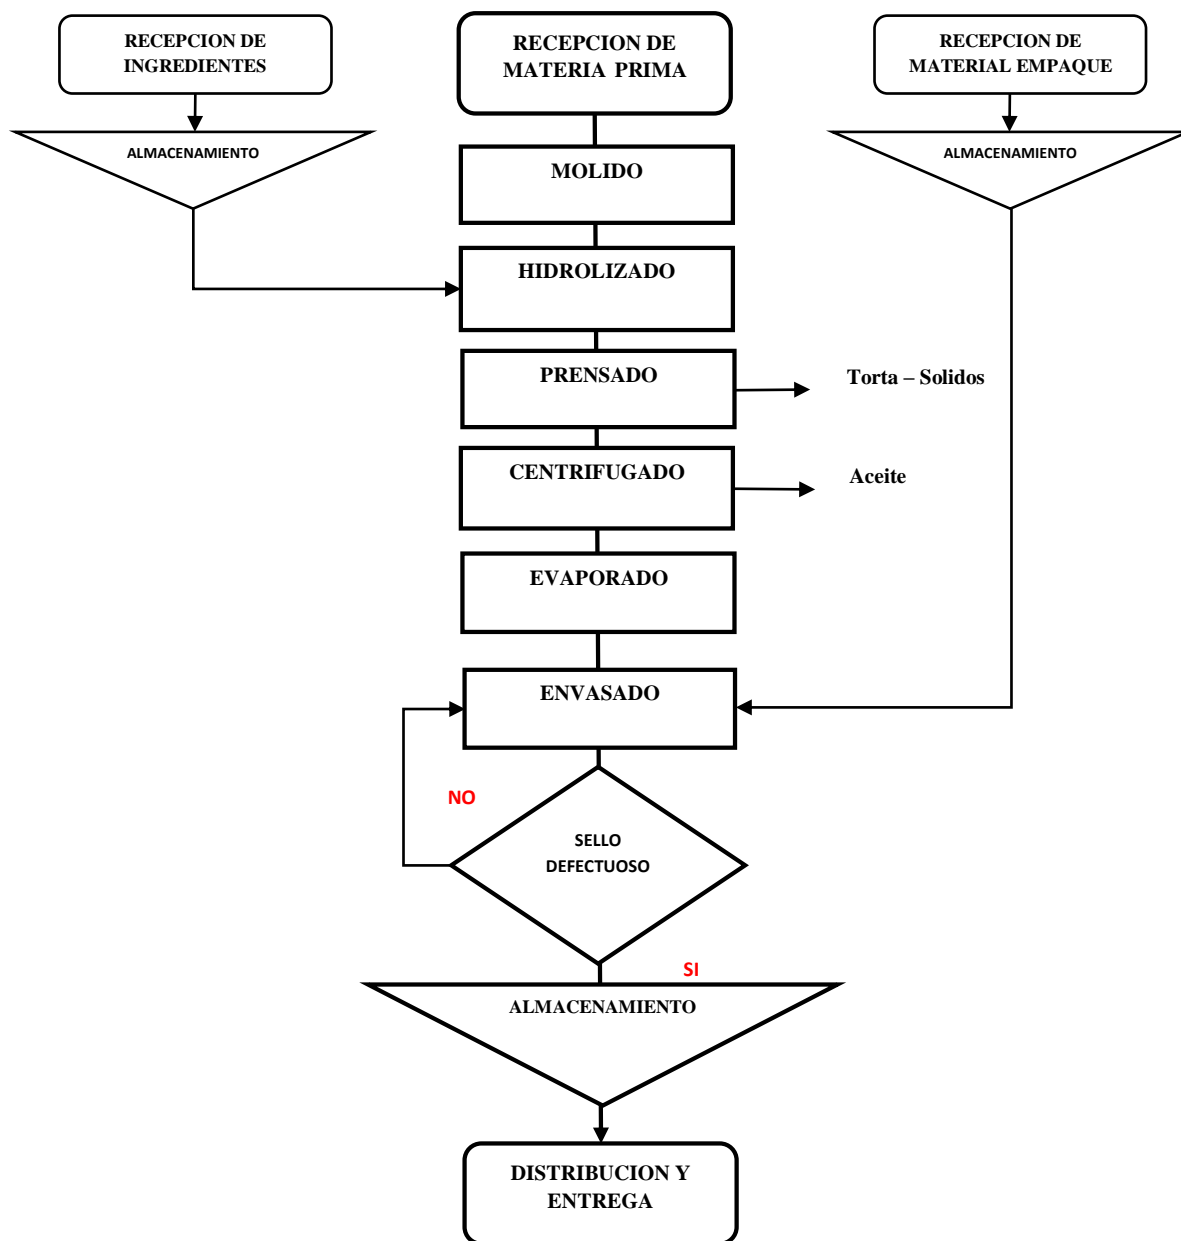 RECEPCION DE
INGREDIENTES
RECEPCION DE
MATERIA PRIMA
RECEPCION DE
MATERIAL EMPAQUE
ALMACENAMIENTO
ALMACENAMIENTO
MOLIDO
HIDROLIZADO
PRENSADO
Torta – Solidos
CENTRIFUGADO
Aceite
EVAPORADO
ENVASADO
NO
SELLO
DEFECTUOSO
SI
ALMACENAMIENTO
DISTRIBUCION Y
ENTREGA